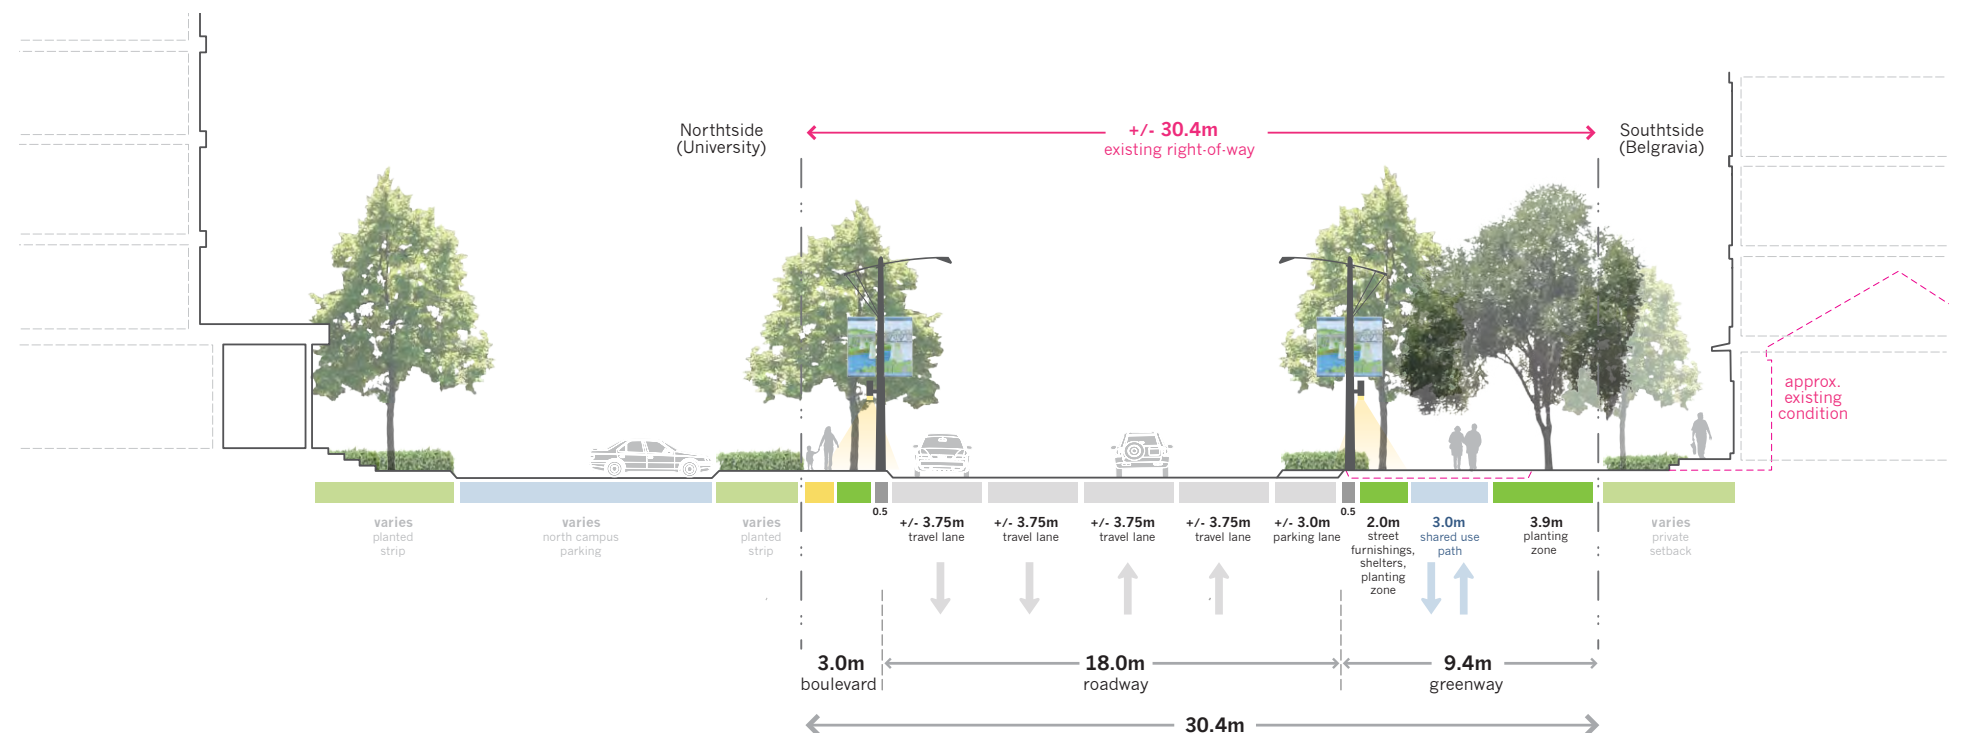 Northtside
(University)
+/- 30.4m
existing right-of-way
Southtside
(Belgravia)
approx.
existing
condition
varies
planted
strip
varies
north campus
parking
varies
planted
strip
0.5
+/- 3.75m
travel lane
+/- 3.75m
travel lane
+/- 3.75m
travel lane
+/- 3.75m
travel lane
+/- 3.0m
parking lane
0.5
2.0m
street
furnishings,
shelters,
planting
zone
3.0m
shared use
path
3.9m
planting
zone
varies
private
setback
3.0m
boulevard
18.0m
roadway
9.4m
greenway
30.4m